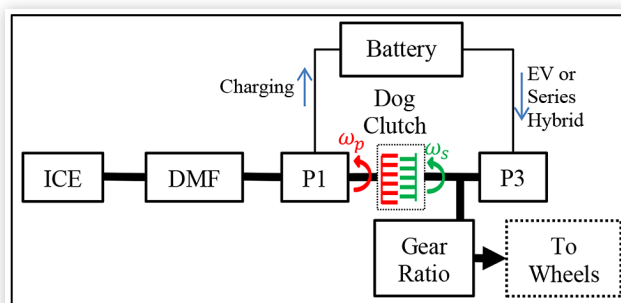 Battery
Charging
EV or
Series
Hybrid
Dog
Clutch
ωp
ωs
ICE
DMF
P1
P3
Gear
Ratio
To
Wheels